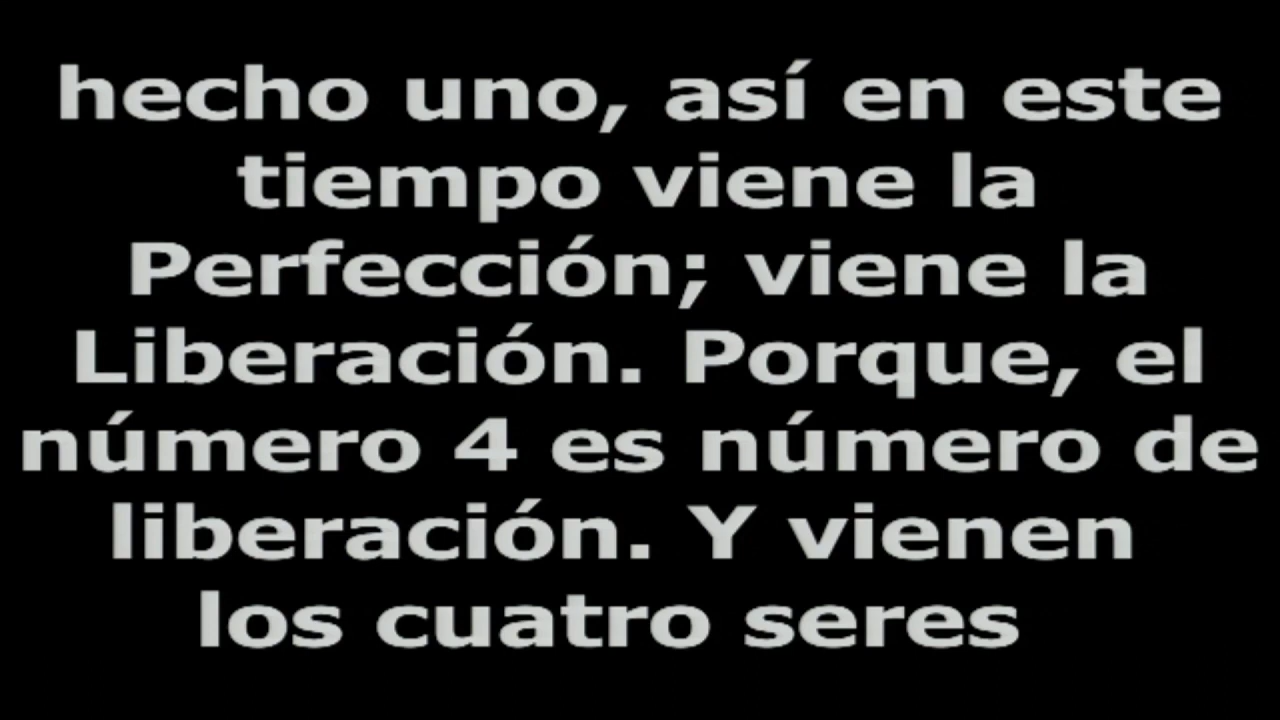 hecho uno, así en este
tiempo viene la
Perfección; viene la
Liberación. Porque, el
número 4 es número de
liberación. Y vienen
los cuatro seres